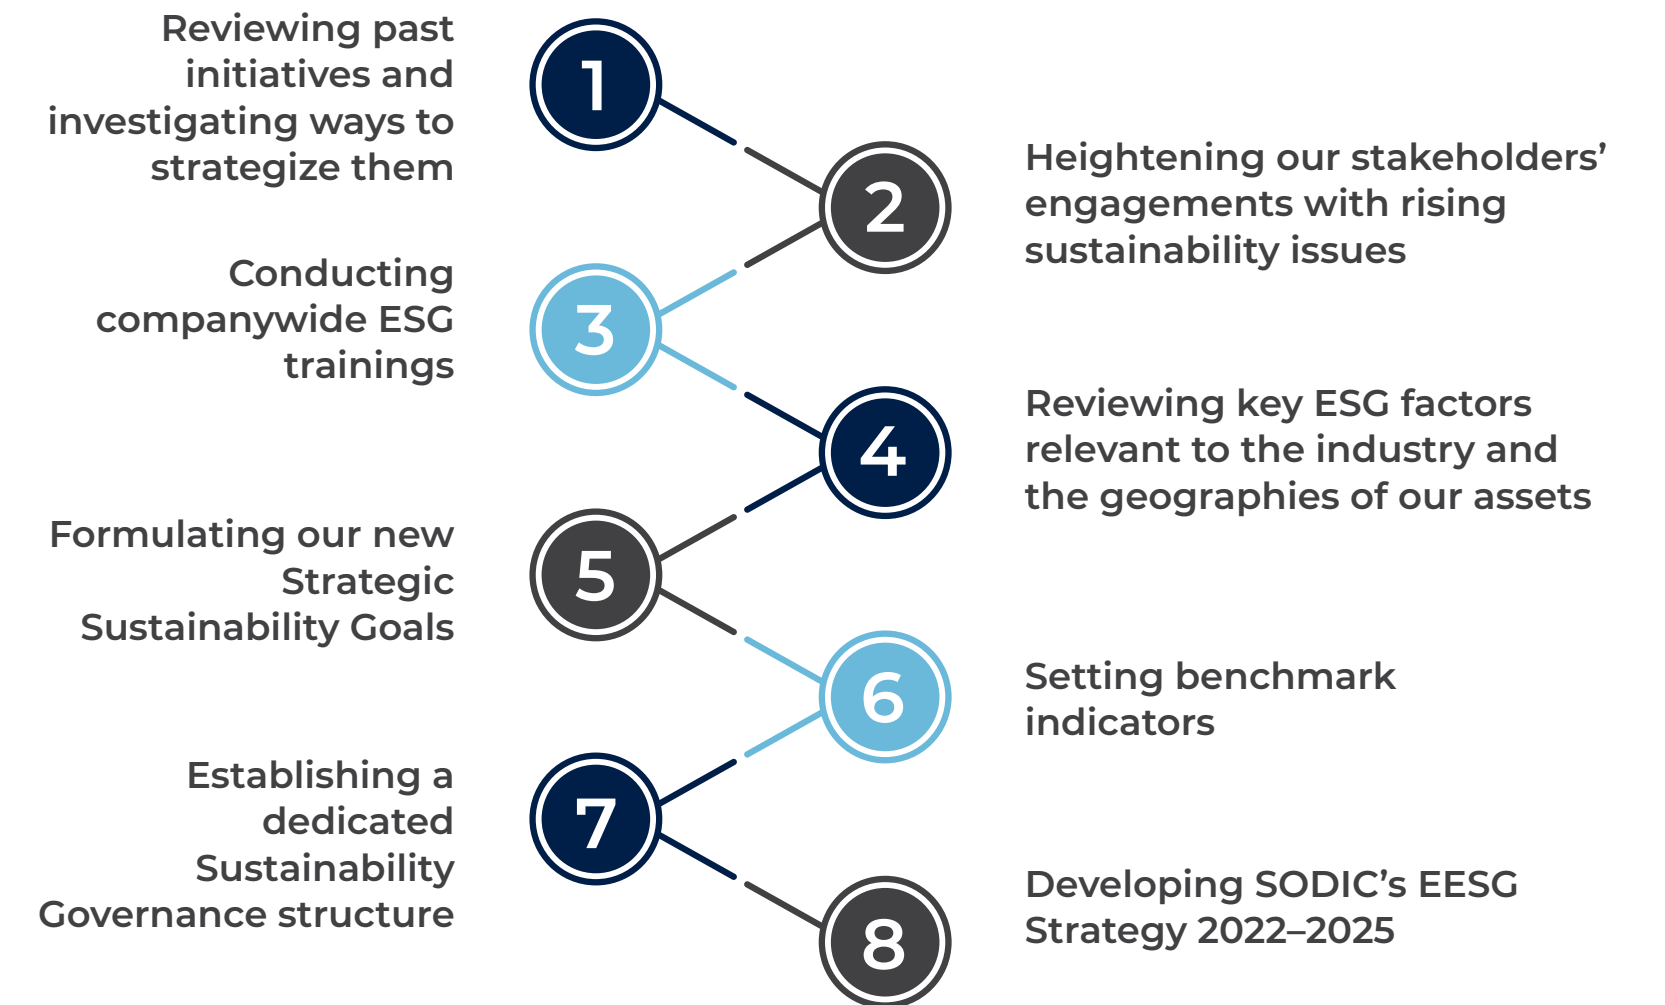 Reviewing past
initiatives and
investigating ways to
strategize them
1
2
Heightening our stakeholders’
engagements with rising
sustainability issues
Conducting
companywide ESG
trainings
3
4
Reviewing key ESG factors
relevant to the industry and
the geographies of our assets
Formulating our new
Strategic
Sustainability Goals
5
6
Setting benchmark
indicators
Establishing a
dedicated
Sustainability
Governance structure
7
8
Developing SODIC’s EESG
Strategy 2022–2025